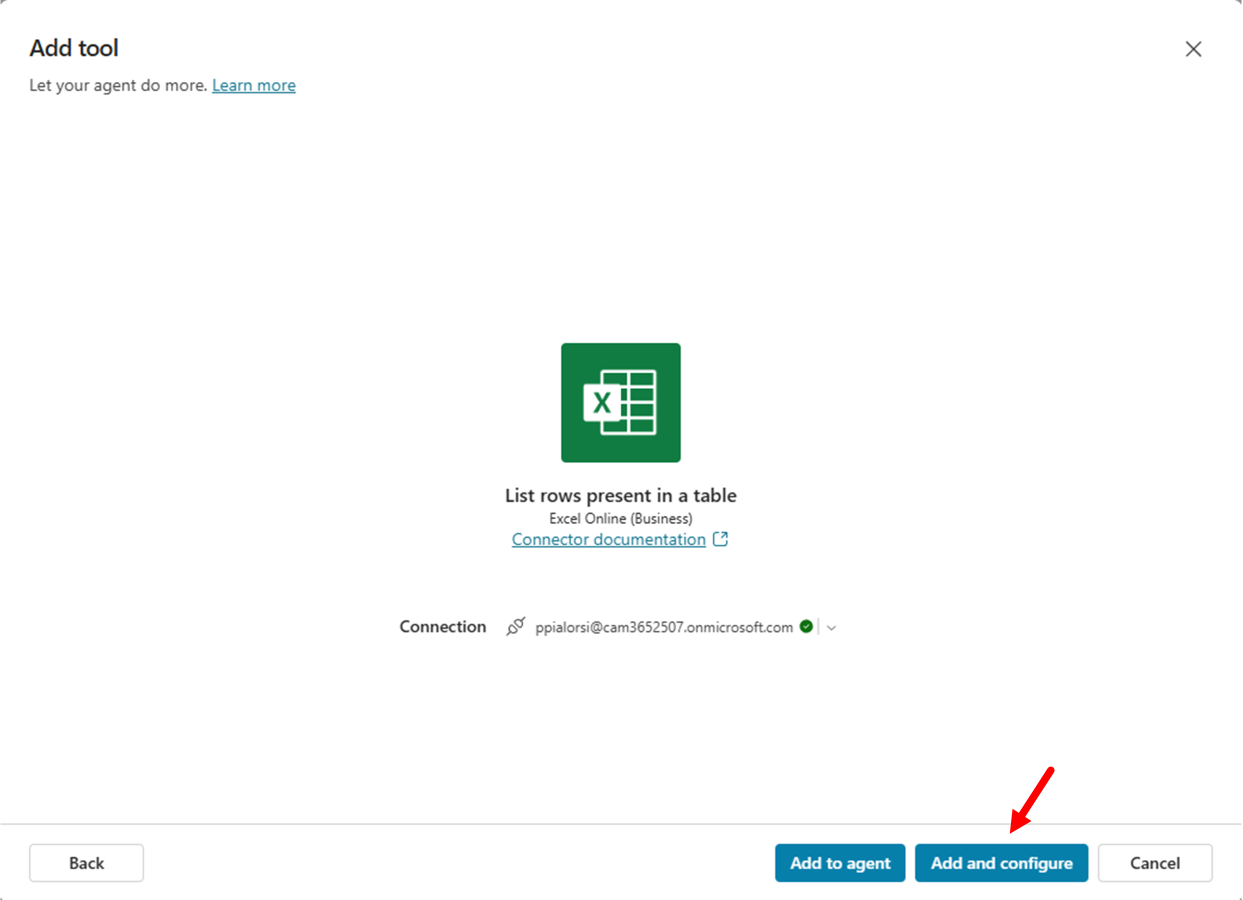 Add tool
Let your agent do more. Learn more
X
List rows present in a table
Excel Online (Business)
Connector documentation
Connection ppialorsi@cam3652507.onmicrosoft.com
Back Add to agent Add and configure Cancel